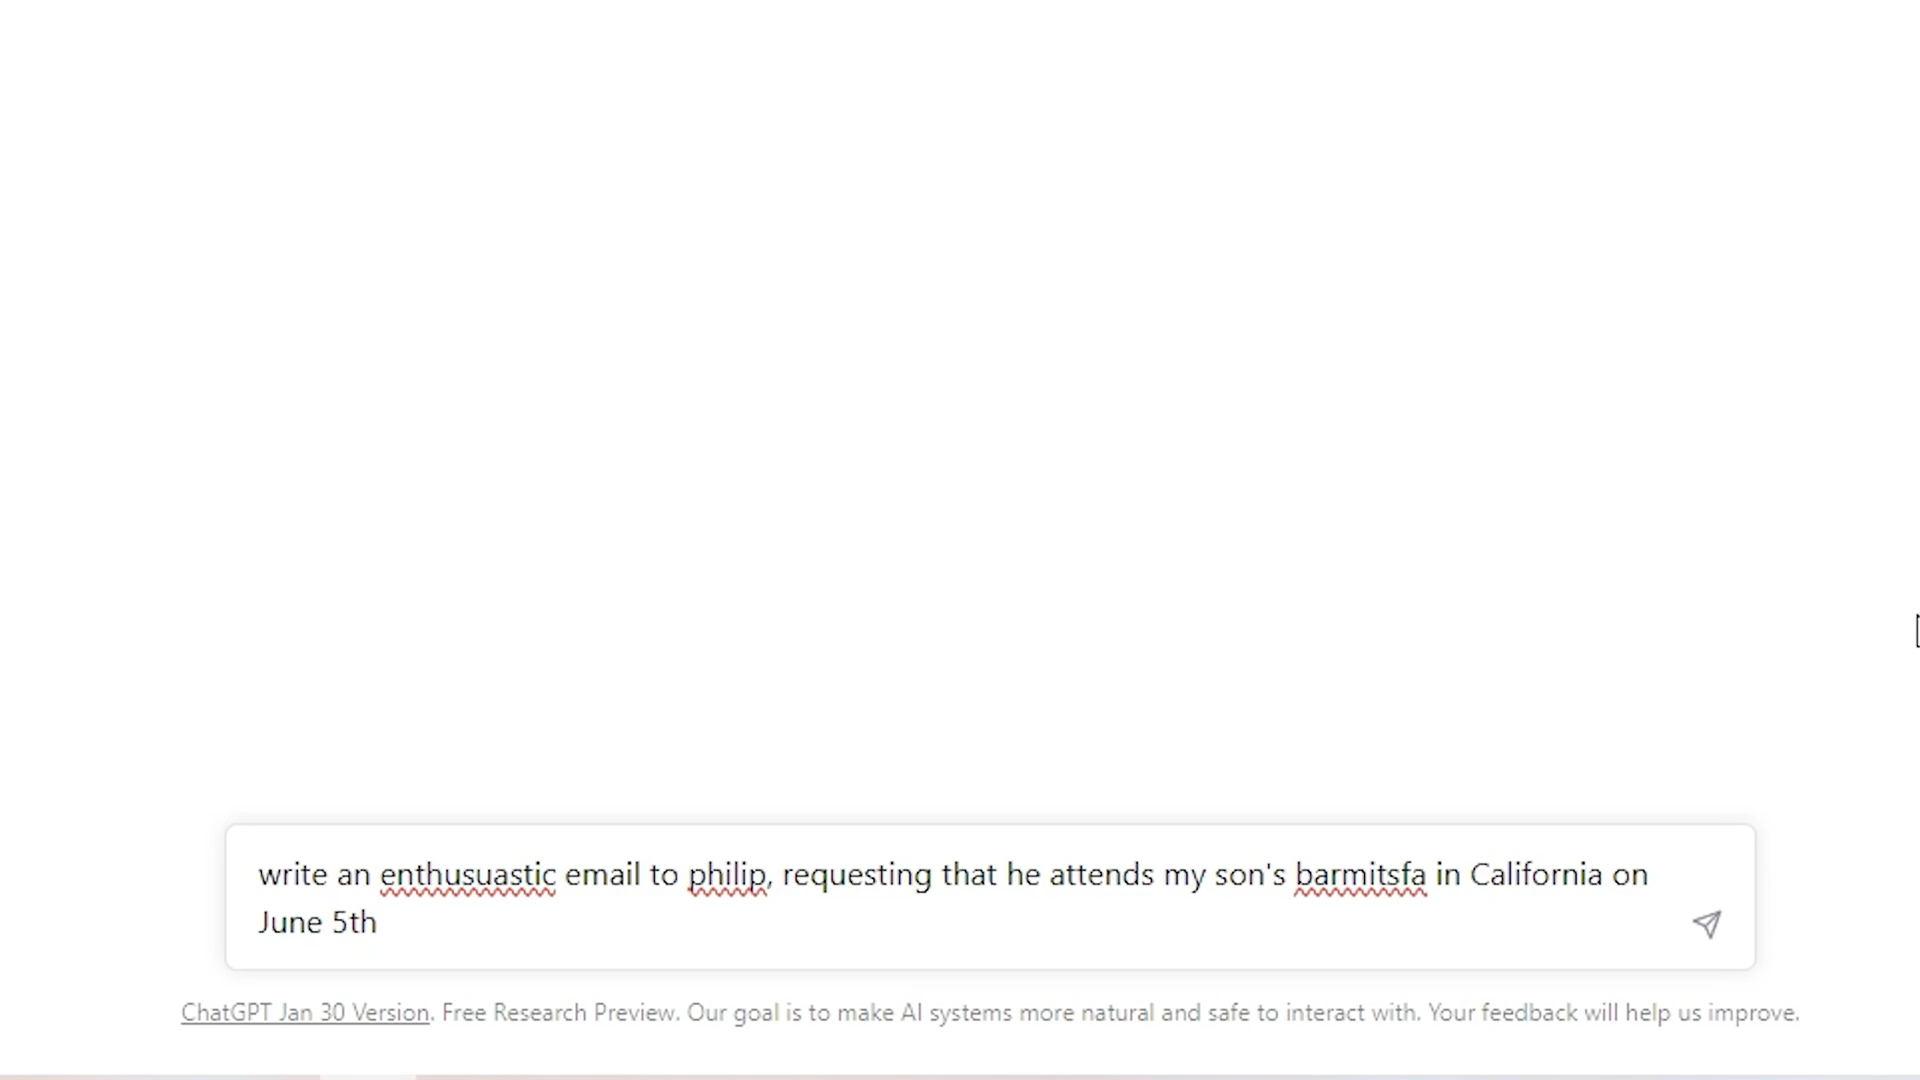 write an enthusuastic email to philip, requesting that he attends my son's barmitsfa in California on
June 5th
ChatGPT Jan 30 Version. Free Research Preview. Our goal is to make AI systems more natural and safe to interact with. Your feedback will help us improve.